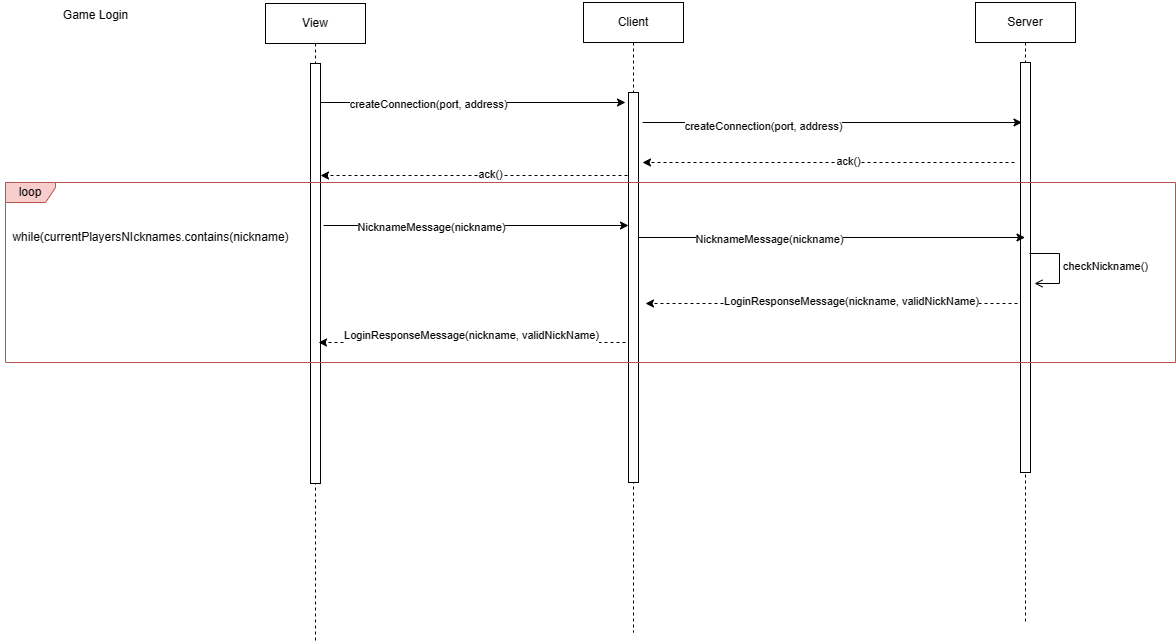 Game Login
View
Client
Server
createConnection(port, address)
createConnection(port, address)
ack()
ack()
loop
NicknameMessage(nickname)
while(currentPlayersNIcknames.contains(nickname)
NicknameMessage(nickname)
checkNickname()
LoginResponseMessage(nickname, validNickName)
LoginResponseMessage(nickname, validNickName)